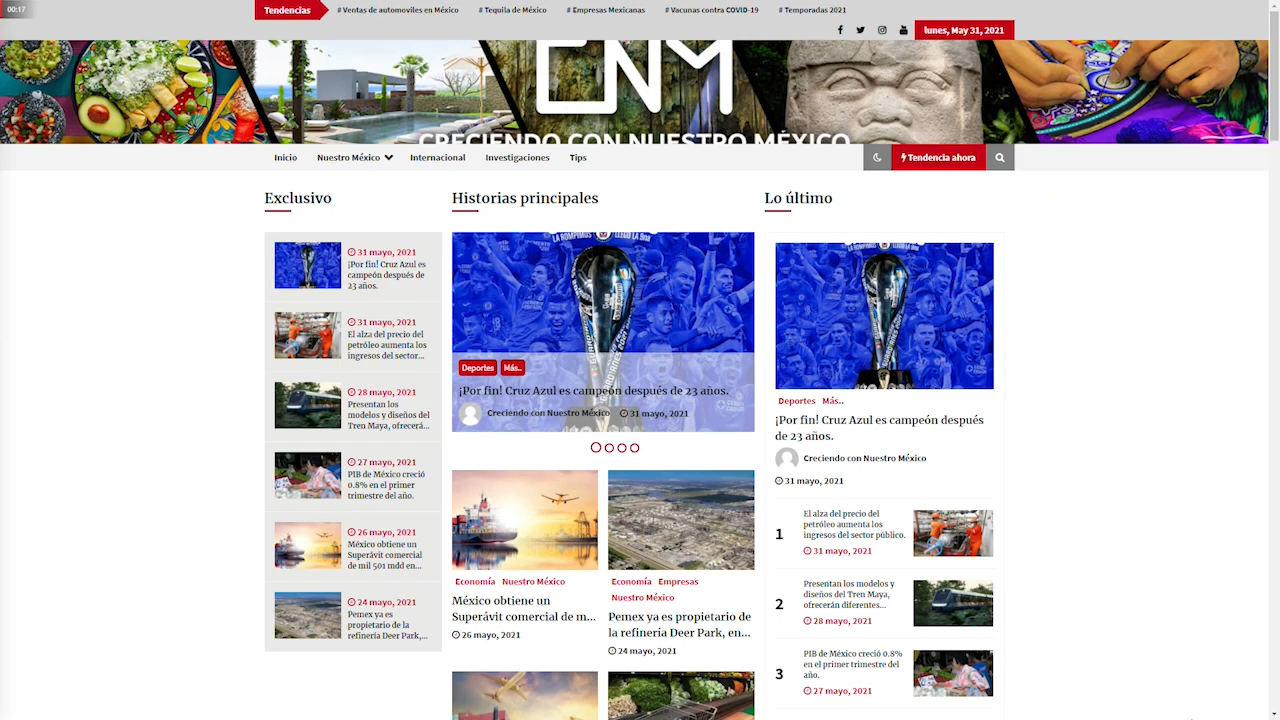 00:17
Tendencias
# Ventas de automoviles en México
# Tequila de México
# Empresas Mexicanas
# Vacunas contra COVID-19
# Temporadas 2021
lunes, May 31, 2021
CNM
CRECIENDO CON NUESTRO MÉXICO
Inicio
Nuestro México
Internacional
Investigaciones
Tips
Tendencia ahora
Exclusivo
31 mayo, 2021
¡Por fin! Cruz Azul es
campeón después de
23 años.
31 mayo, 2021
El alza del precio del
petróleo aumenta los
ingresos del sector...
28 mayo, 2021
Presentan los
modelos y diseños del
Tren Maya, ofrecerá...
27 mayo, 2021
PIB de México creció
0.8% en el primer
trimestre del año.
26 mayo, 2021
México obtiene un
Superávit comercial
de mil 501 mdd en...
24 mayo, 2021
Pemex ya es
propietario de la
refinería Deer Park,...
Historias principales
Deportes
Más..
¡Por fin! Cruz Azul es campeón después de 23 años.
Creciendo con Nuestro México
31 mayo, 2021
Economía Nuestro México
México obtiene un
Superávit comercial de m...
26 mayo, 2021
Economía Empresas
Nuestro México
Pemex ya es propietario de
la refinería Deer Park, en...
24 mayo, 2021
Lo último
Deportes Más..
¡Por fin! Cruz Azul es campeón después
de 23 años.
Creciendo con Nuestro México
31 mayo, 2021
1
El alza del precio del
petróleo aumenta los
ingresos del sector público.
31 mayo, 2021
2
Presentan los modelos y
diseños del Tren Maya,
ofrecerán diferentes...
28 mayo, 2021
3
PIB de México creció 0.8%
en el primer trimestre del
año.
27 mayo, 2021